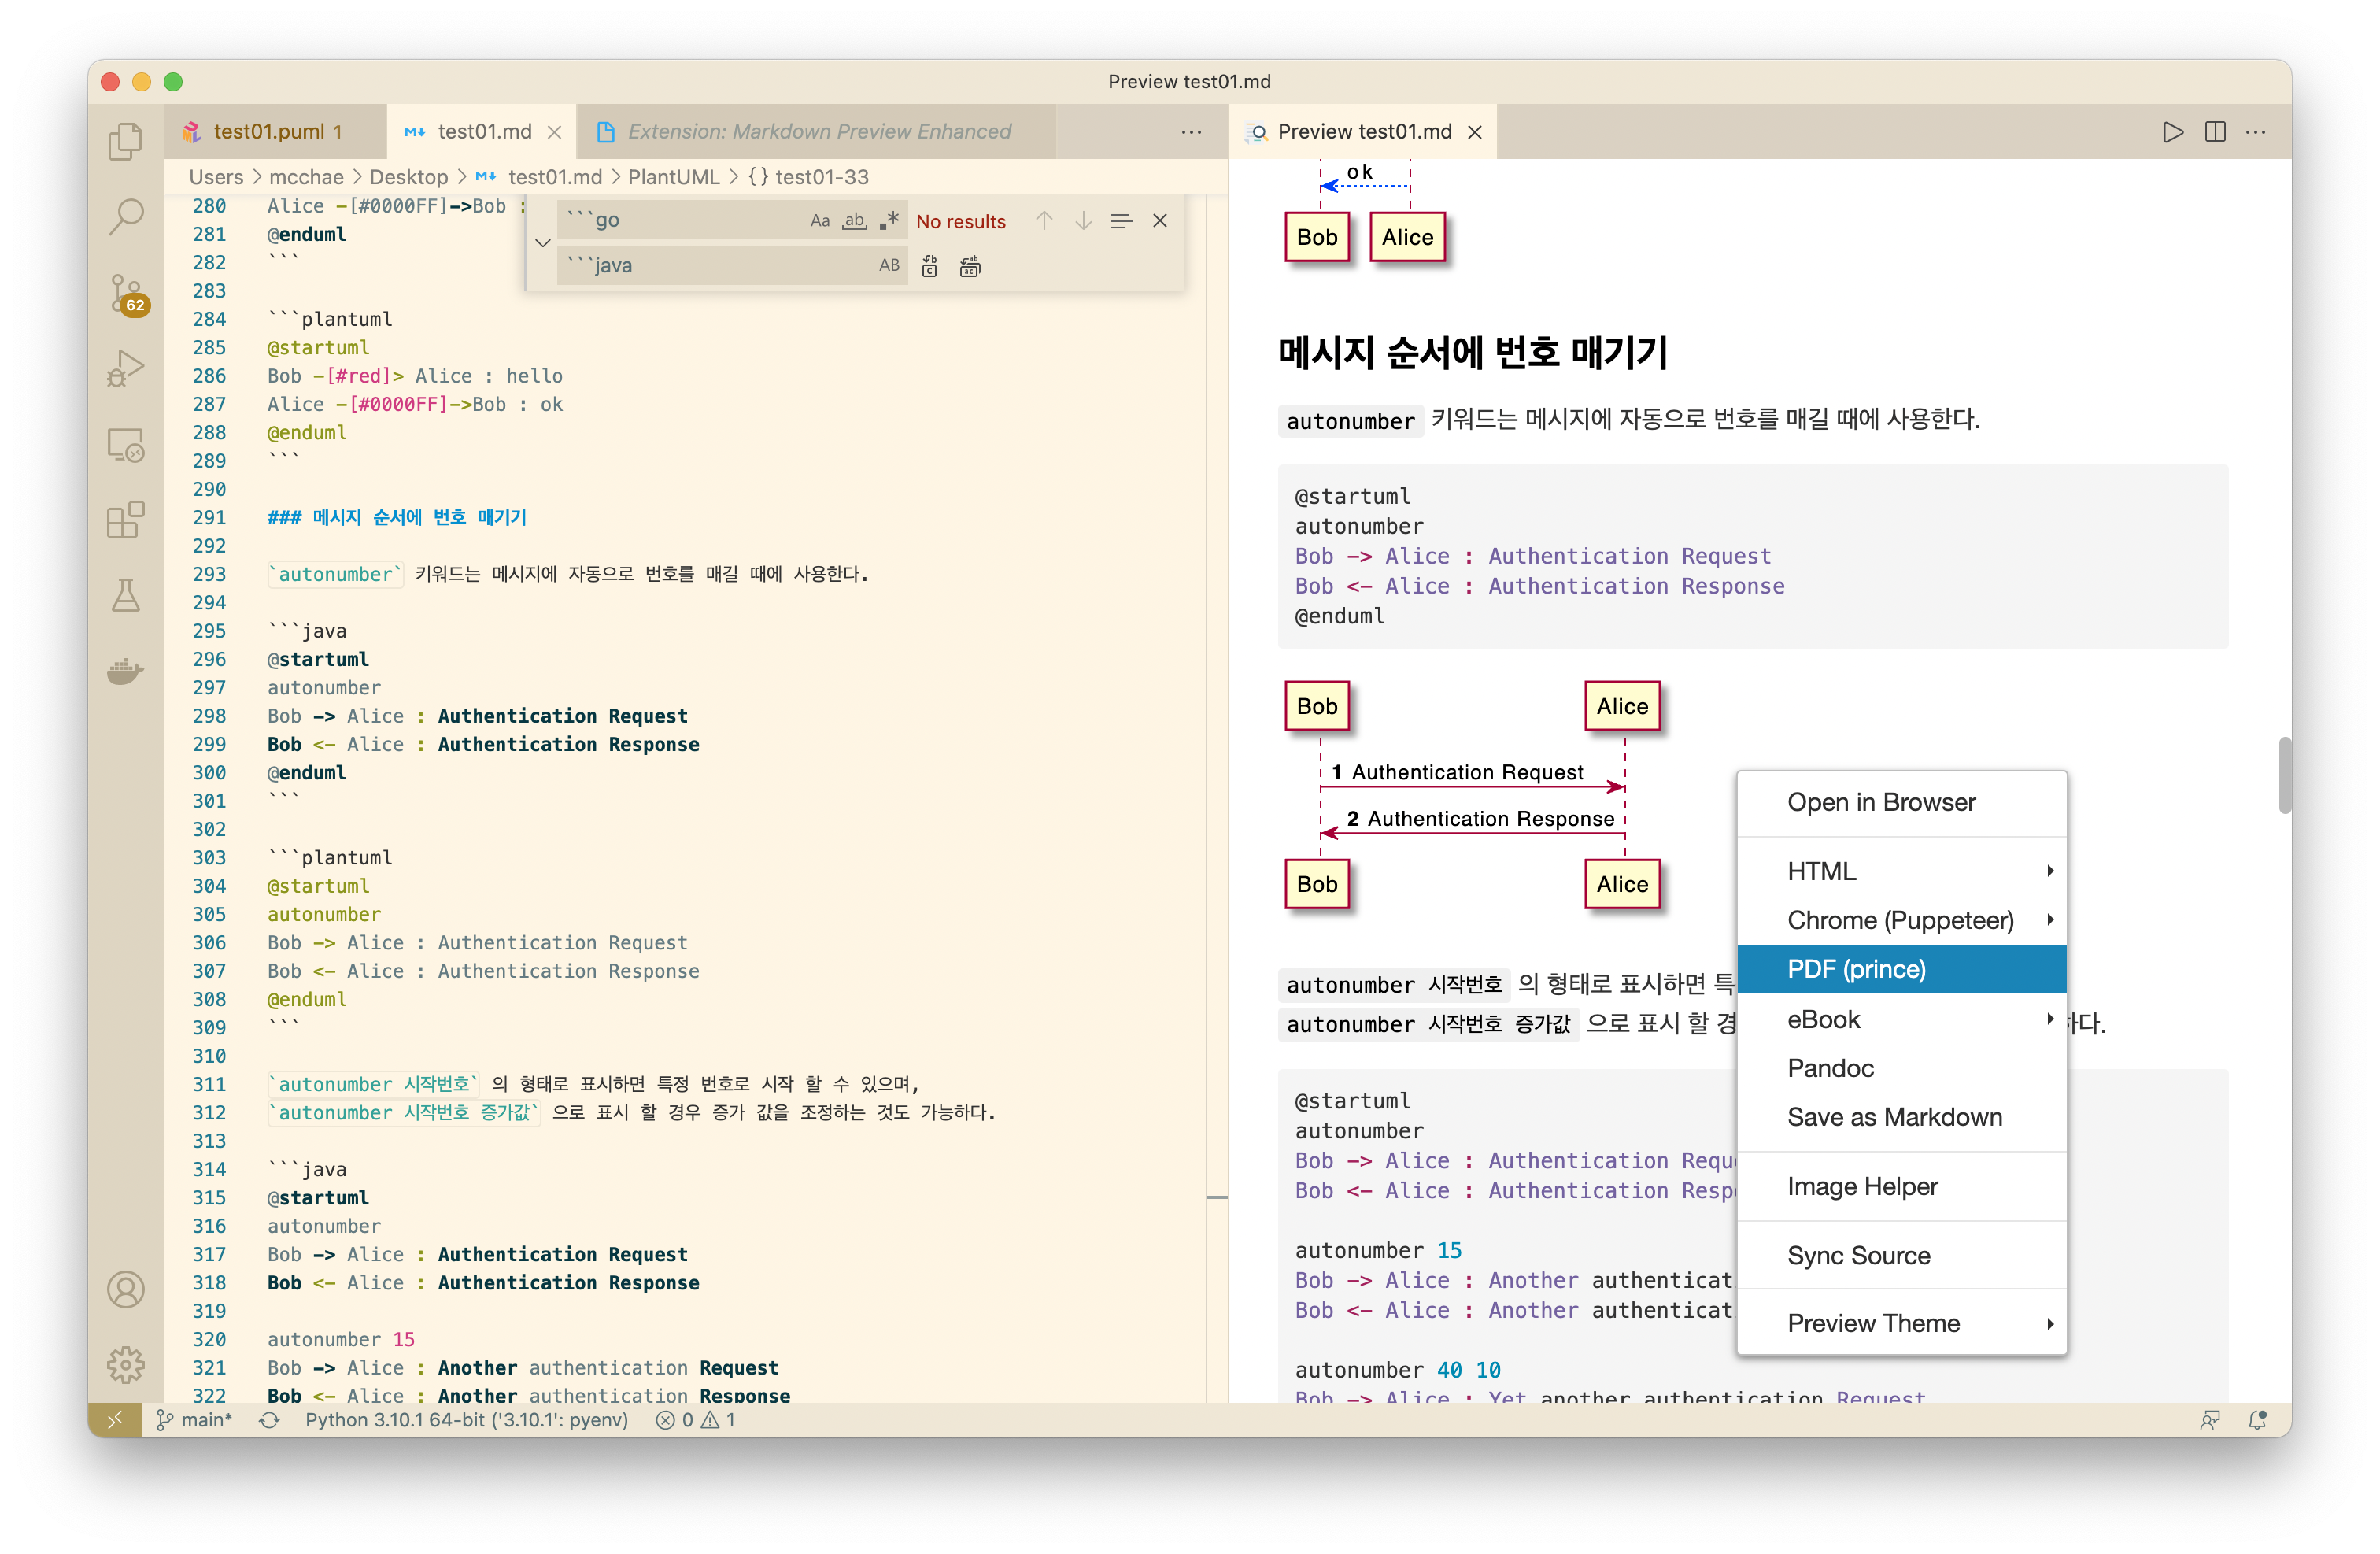 Preview test01.md
test01.puml 1
test01.md
Extension: Markdown Preview Enhanced
Users > mcchae > Desktop > test01.md > PlantUML > {} test01-33
```go
Aa ab
No results
```java
AB
62
280 Alice -[#0000FF]->Bob :
281 @enduml
282 ```
283
284 ```plantuml
285 @startuml
286 Bob -[#red]> Alice : hello
287 Alice -[#0000FF]->Bob : ok
288 @enduml
289 ```
290
291 ### 메시지 순서에 번호 매기기
292
293 `autonumber` 키워드는 메시지에 자동으로 번호를 매길 때에 사용한다.
294
295 ```java
296 @startuml
297 autonumber
298 Bob -> Alice : Authentication Request
299 Bob <- Alice : Authentication Response
300 @enduml
301 ```
302
303 ```plantuml
304 @startuml
305 autonumber
306 Bob -> Alice : Authentication Request
307 Bob <- Alice : Authentication Response
308 @enduml
309 ```
310
311 `autonumber 시작번호` 의 형태로 표시하면 특정 번호로 시작 할 수 있으며,
312 `autonumber 시작번호 증가값` 으로 표시 할 경우 증가 값을 조정하는 것도 가능하다.
313
314 ```java
315 @startuml
316 autonumber
317 Bob -> Alice : Authentication Request
318 Bob <- Alice : Authentication Response
319
320 autonumber 15
321 Bob -> Alice : Another authentication Request
322 Bob <- Alice : Another authentication Response
Preview test01.md
ok
Bob Alice
메시지 순서에 번호 매기기
autonumber 키워드는 메시지에 자동으로 번호를 매길 때에 사용한다.
@startuml
autonumber
Bob -> Alice : Authentication Request
Bob <- Alice : Authentication Response
@enduml
Bob Alice
1 Authentication Request
2 Authentication Response
Bob Alice
autonumber 시작번호 의 형태로 표시하면 특
autonumber 시작번호 증가값 으로 표시 할 경 하다.
@startuml
autonumber
Bob -> Alice : Authentication Requ
Bob <- Alice : Authentication Resp
autonumber 15
Bob -> Alice : Another authenticat
Bob <- Alice : Another authenticat
autonumber 40 10
Bob -> Alice : Yet another authentication Request
Open in Browser
HTML
Chrome (Puppeteer)
PDF (prince)
eBook
Pandoc
Save as Markdown
Image Helper
Sync Source
Preview Theme
main* Python 3.10.1 64-bit ('3.10.1': pyenv) 0 1